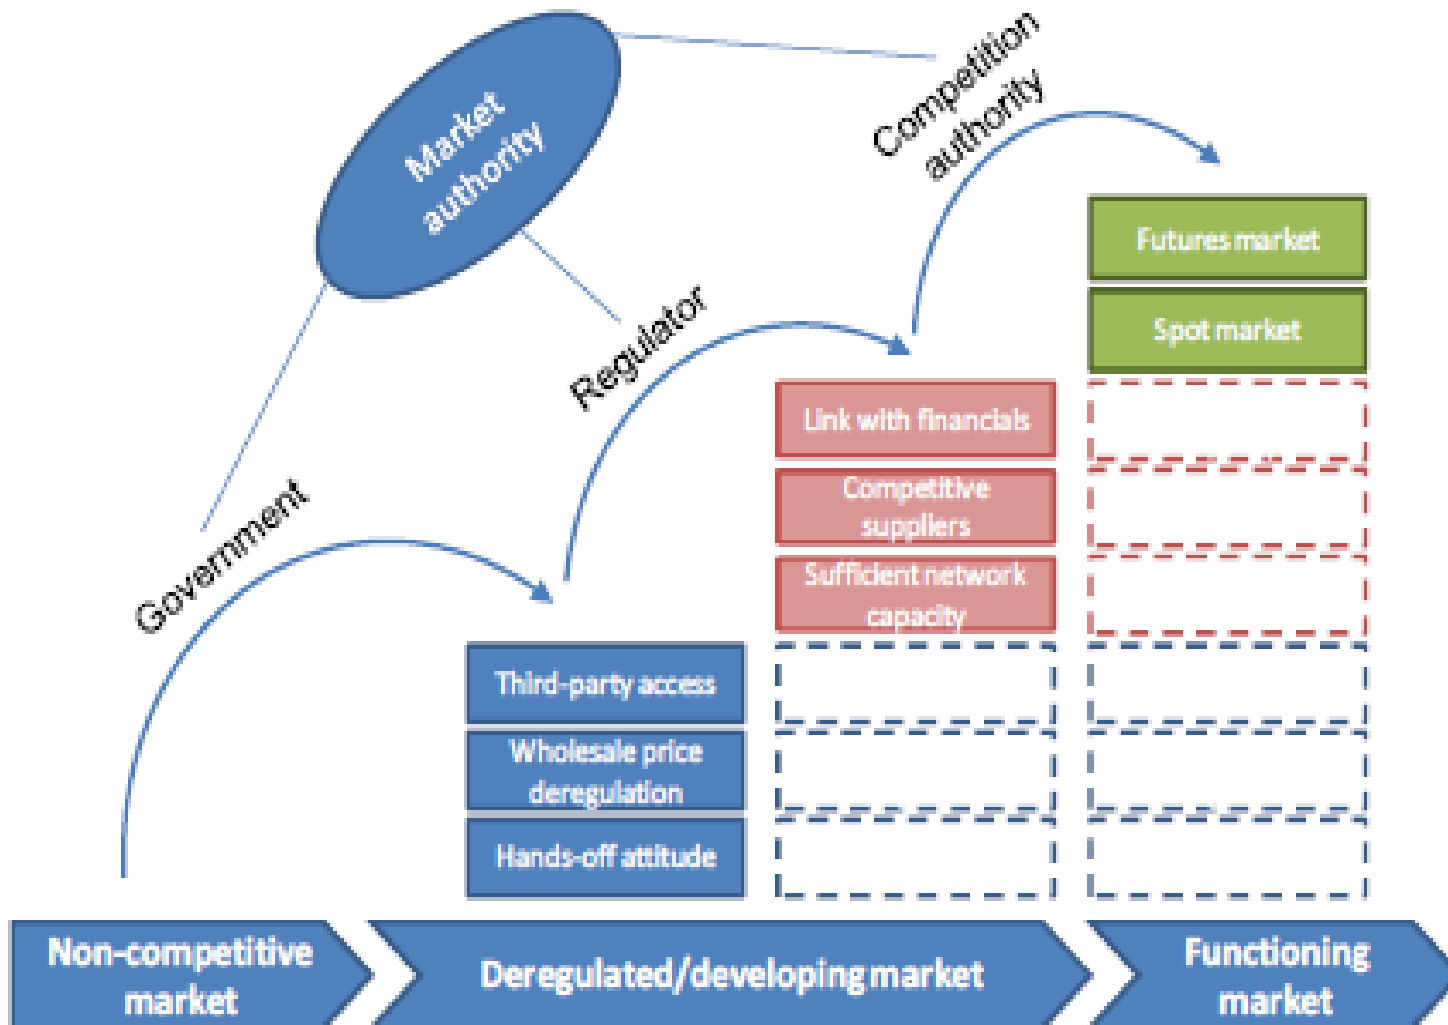 Market
authority
Competition
authority
Regulator
Government
Futures market
Spot market
Link with financials
Competitive
suppliers
Sufficient network
capacity
Third-party access
Wholesale price
deregulation
Hands-off attitude
Non-competitive
market
Deregulated/developing market
Functioning
market